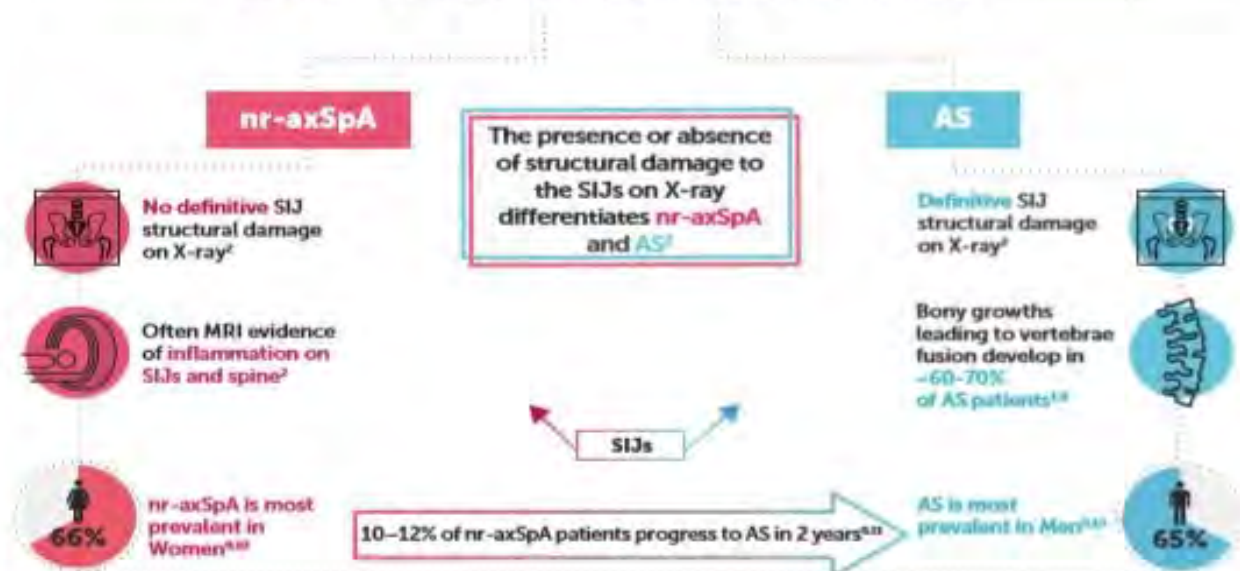 nr-axSpA
No definitive SIJ
structural damage
on X-ray²
Often MRI evidence
of inflammation on
SIJs and spine²
66%
nr-axSpA is most
prevalent in
Women
The presence or absence
of structural damage to
the SIJs on X-ray
differentiates nr-axSpA
and AS²
SIJs
10–12% of nr-axSpA patients progress to AS in 2 years
AS
Definitive SIJ
structural damage
on X-ray²
Bony growths
leading to vertebrae
fusion develop in
~60-70%
of AS patients
AS is most
prevalent in Men
65%